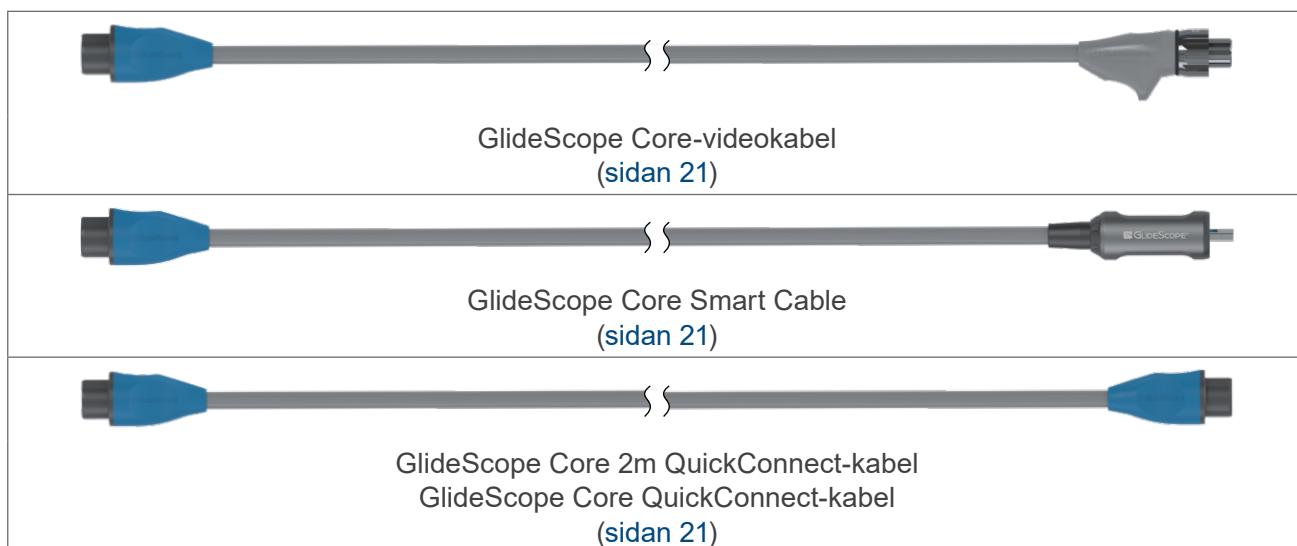 GlideScope Core-videokabel
(sidan 21)
GLIDESCOPE
GlideScope Core Smart Cable
(sidan 21)
GlideScope Core 2m QuickConnect-kabel
GlideScope Core QuickConnect-kabel
(sidan 21)